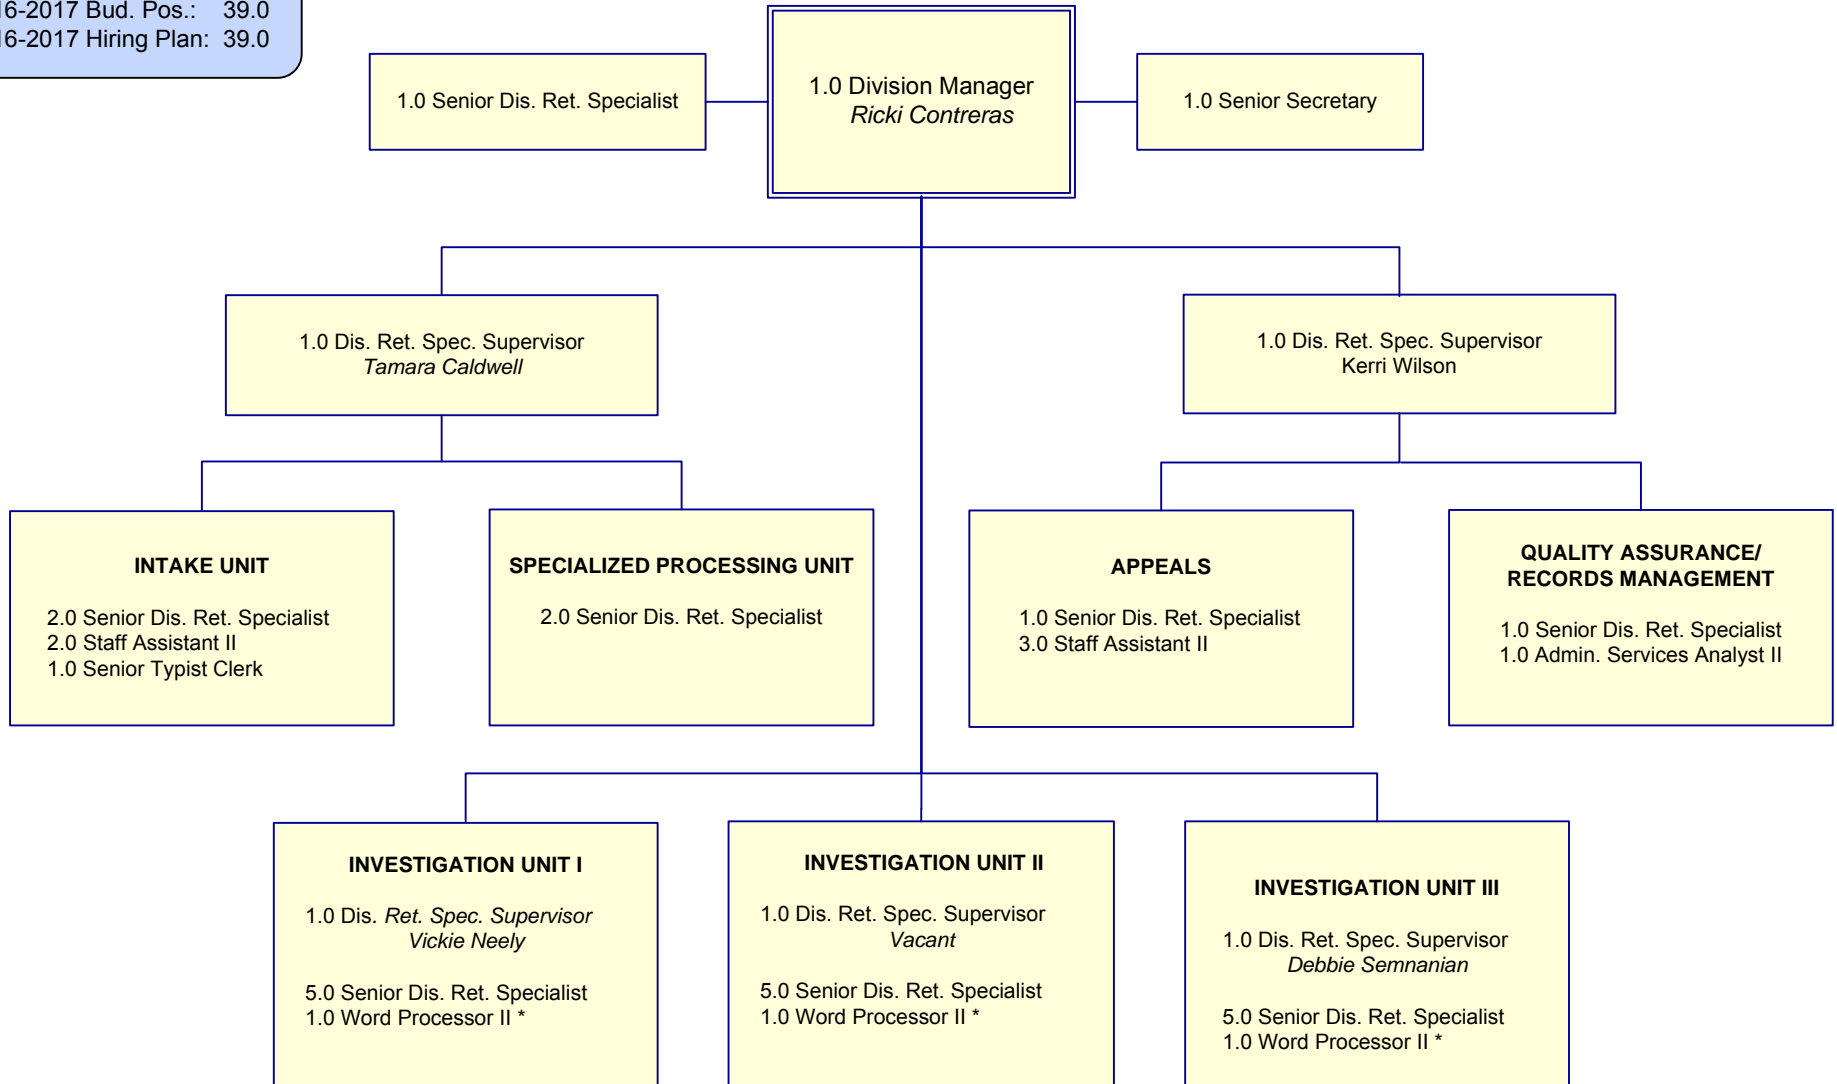 16-2017 Bud. Pos.: 39.0
16-2017 Hiring Plan: 39.0
1.0 Senior Dis. Ret. Specialist
1.0 Division Manager
Ricki Contreras
1.0 Senior Secretary
1.0 Dis. Ret. Spec. Supervisor
Tamara Caldwell
1.0 Dis. Ret. Spec. Supervisor
Kerri Wilson
INTAKE UNIT
2.0 Senior Dis. Ret. Specialist
2.0 Staff Assistant II
1.0 Senior Typist Clerk
SPECIALIZED PROCESSING UNIT
2.0 Senior Dis. Ret. Specialist
APPEALS
1.0 Senior Dis. Ret. Specialist
3.0 Staff Assistant II
QUALITY ASSURANCE/
RECORDS MANAGEMENT
1.0 Senior Dis. Ret. Specialist
1.0 Admin. Services Analyst II
INVESTIGATION UNIT I
1.0 Dis. Ret. Spec. Supervisor
Vickie Neely
5.0 Senior Dis. Ret. Specialist
1.0 Word Processor II *
INVESTIGATION UNIT II
1.0 Dis. Ret. Spec. Supervisor
Vacant
5.0 Senior Dis. Ret. Specialist
1.0 Word Processor II *
INVESTIGATION UNIT III
1.0 Dis. Ret. Spec. Supervisor
Debbie Semnanian
5.0 Senior Dis. Ret. Specialist
1.0 Word Processor II *